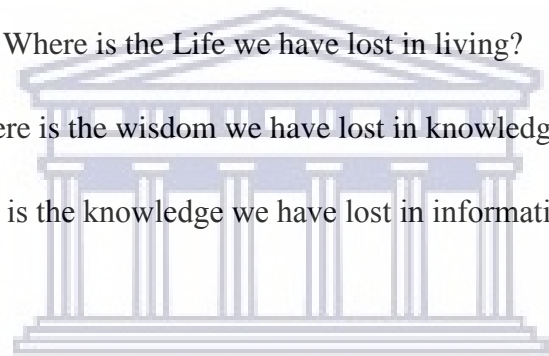 Where is the Life we have lost in living?
ere is the wisdom we have lost in knowledg
is the knowledge we have lost in informati